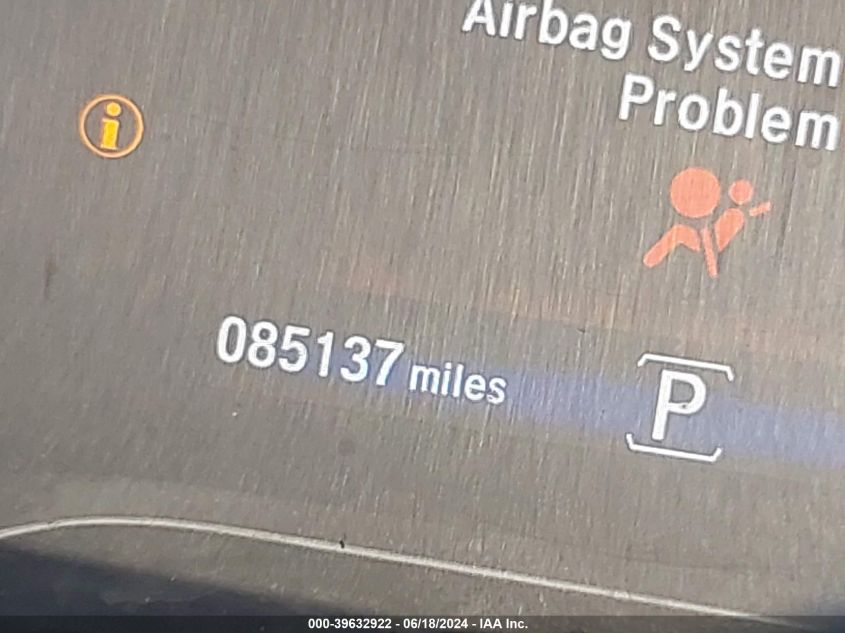 Airbag System
Problem
085137 miles
P
000-39632922 - 06/18/2024 - IAA Inc.